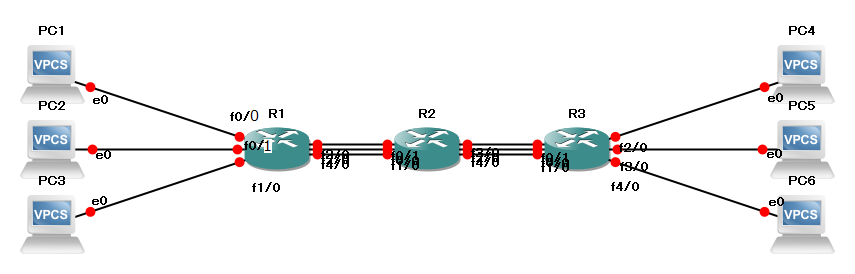 PC1
VPCS
e0
PC2
VPCS
e0
PC3
VPCS
e0
f0/0
R1
f0/1
f1/0
f4/0
R2
f0/1
f1/0
f4/0
R3
f0/1
f1/0
f2/0
f3/0
f4/0
PC4
VPCS
e0
PC5
VPCS
e0
PC6
VPCS
e0